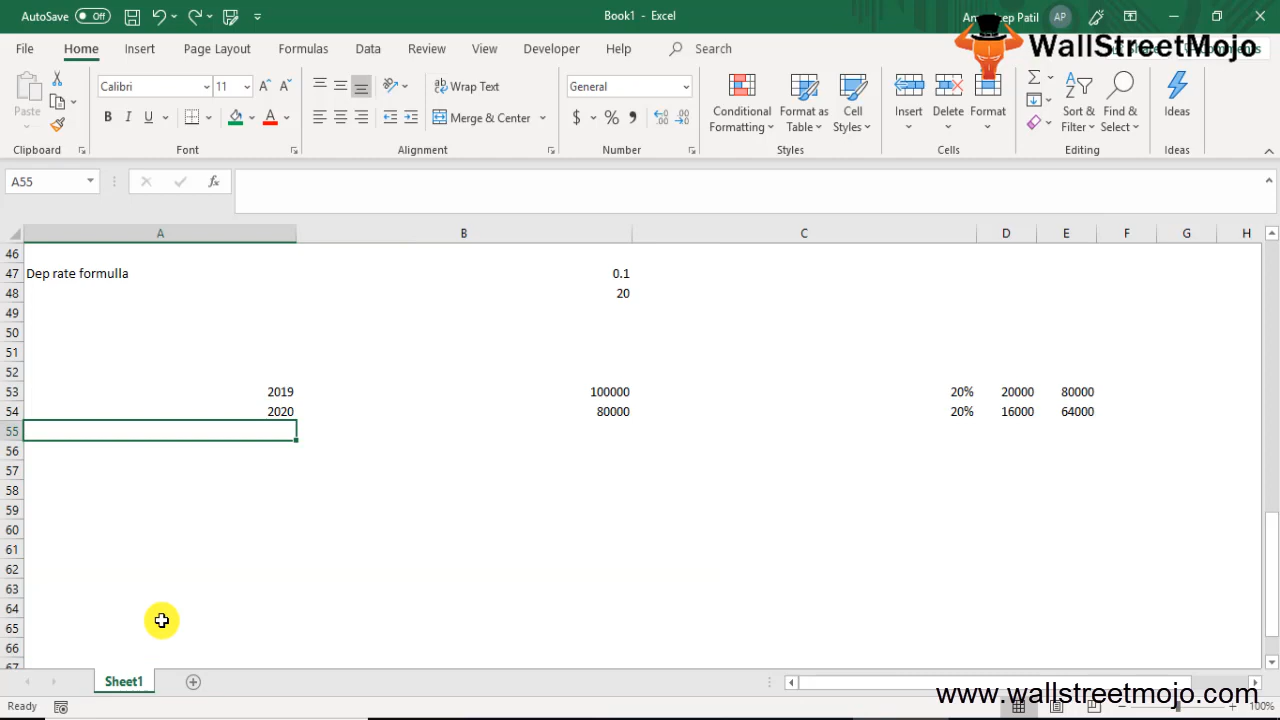 AutoSave Off Book1 - Excel Patil AP
WallStreetMojo
File Home Insert Page Layout Formulas Data Review View Developer Help Search
Paste Calibri 11 Wrap Text General Conditional Format as Cell Insert Delete Format Sort & Find & Ideas
B I U A Merge & Center $ % Formatting Table Styles Filter Select
Clipboard Font Alignment Number Styles Cells Editing Ideas
A55 fx
A B C D E F G H
46
47 Dep rate formulla 0.1
48 20
49
50
51
52
53 2019 100000 20% 20000 80000
54 2020 80000 20% 16000 64000
55
56
57
58
59
60
61
62
63
64
65
66
67
Sheet1
Ready 100%
www.wallstreetmojo.com